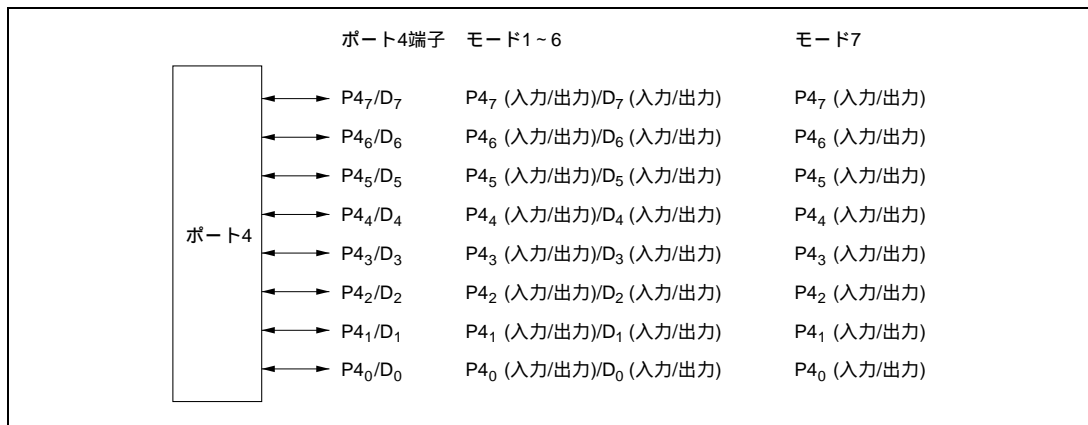 ポート4端子 モード1~6 モード7
P4₇/D₇ P4₇ (入力/出力)/D₇ (入力/出力) P4₇ (入力/出力)
P4₆/D₆ P4₆ (入力/出力)/D₆ (入力/出力) P4₆ (入力/出力)
P4₅/D₅ P4₅ (入力/出力)/D₅ (入力/出力) P4₅ (入力/出力)
P4₄/D₄ P4₄ (入力/出力)/D₄ (入力/出力) P4₄ (入力/出力)
ポート4
P4₃/D₃ P4₃ (入力/出力)/D₃ (入力/出力) P4₃ (入力/出力)
P4₂/D₂ P4₂ (入力/出力)/D₂ (入力/出力) P4₂ (入力/出力)
P4₁/D₁ P4₁ (入力/出力)/D₁ (入力/出力) P4₁ (入力/出力)
P4₀/D₀ P4₀ (入力/出力)/D₀ (入力/出力) P4₀ (入力/出力)